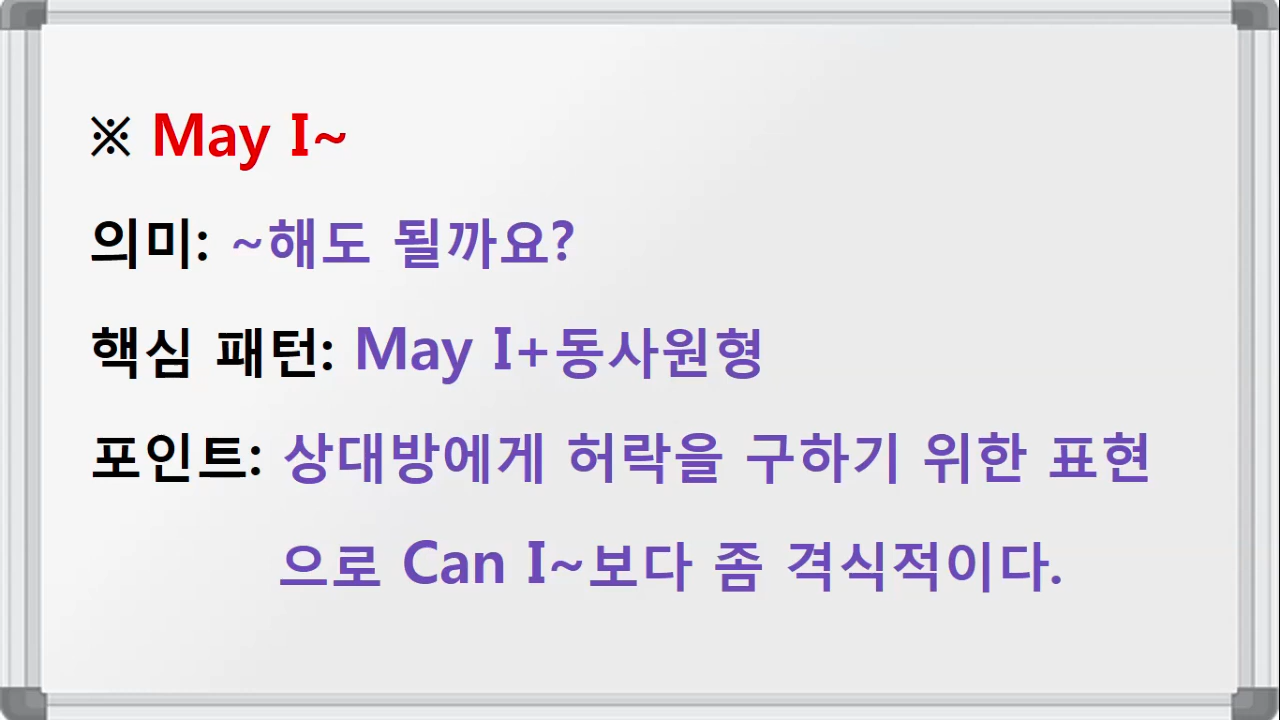 ※ May I~
의미: ~해도 될까요?
핵심 패턴: May I+동사원형
포인트: 상대방에게 허락을 구하기 위한 표현
으로 Can I~보다 좀 격식적이다.